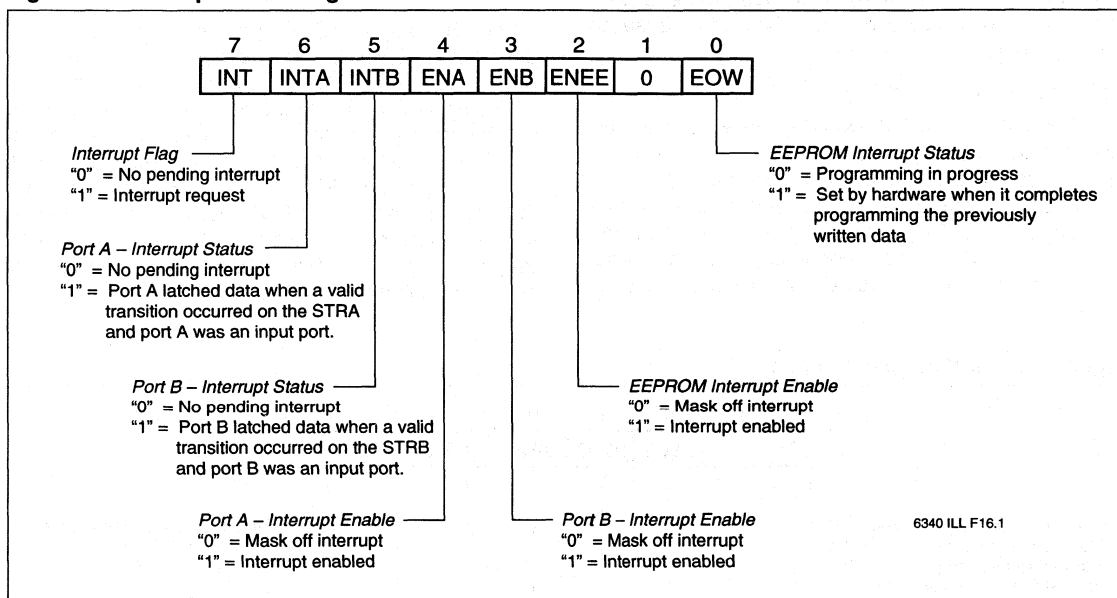 7 6 5 4 3 2 1 0
INT INTA INTB ENA ENB ENEE 0 EOW
Interrupt Flag
“0” = No pending interrupt
“1” = Interrupt request
EEPROM Interrupt Status
“0” = Programming in progress
“1” = Set by hardware when it completes
programming the previously
written data
Port A – Interrupt Status
“0” = No pending interrupt
“1” = Port A latched data when a valid
transition occurred on the STRA
and port A was an input port.
Port B – Interrupt Status
“0” = No pending interrupt
“1” = Port B latched data when a valid
transition occurred on the STRB
and port B was an input port.
EEPROM Interrupt Enable
“0” = Mask off interrupt
“1” = Interrupt enabled
Port A – Interrupt Enable
“0” = Mask off interrupt
“1” = Interrupt enabled
Port B – Interrupt Enable
“0” = Mask off interrupt
“1” = Interrupt enabled
6340 ILL F16.1